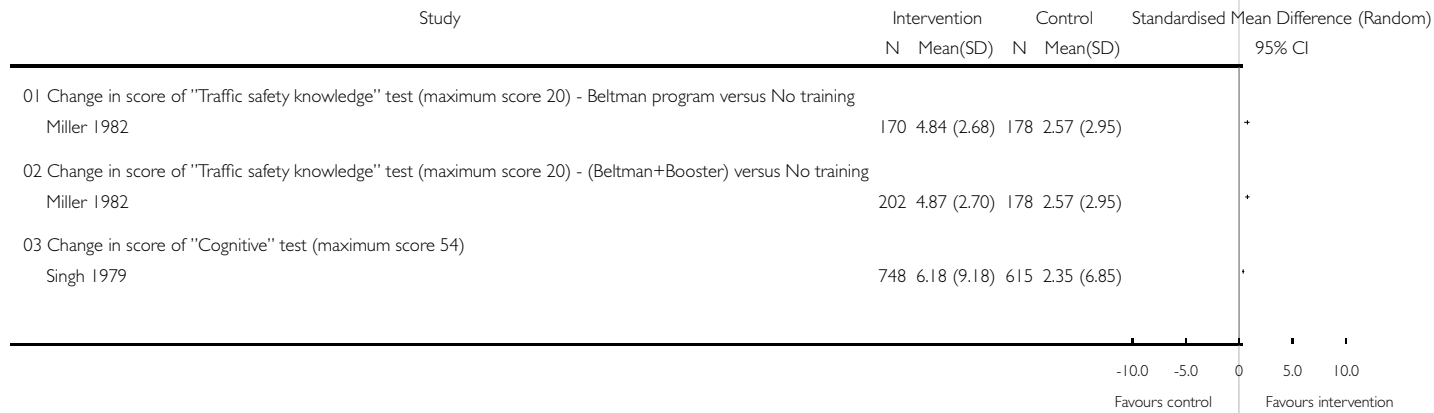 Study Intervention Control Standardised Mean Difference (Random)
N Mean(SD) N Mean(SD) 95% CI
01 Change in score of "Traffic safety knowledge" test (maximum score 20) - Beltman program versus No training
Miller 1982 170 4.84 (2.68) 178 2.57 (2.95)
02 Change in score of "Traffic safety knowledge" test (maximum score 20) - (Beltman+Booster) versus No training
Miller 1982 202 4.87 (2.70) 178 2.57 (2.95)
03 Change in score of "Cognitive" test (maximum score 54)
Singh 1979 748 6.18 (9.18) 615 2.35 (6.85)
-10.0 -5.0 0 5.0 10.0
Favours control Favours intervention